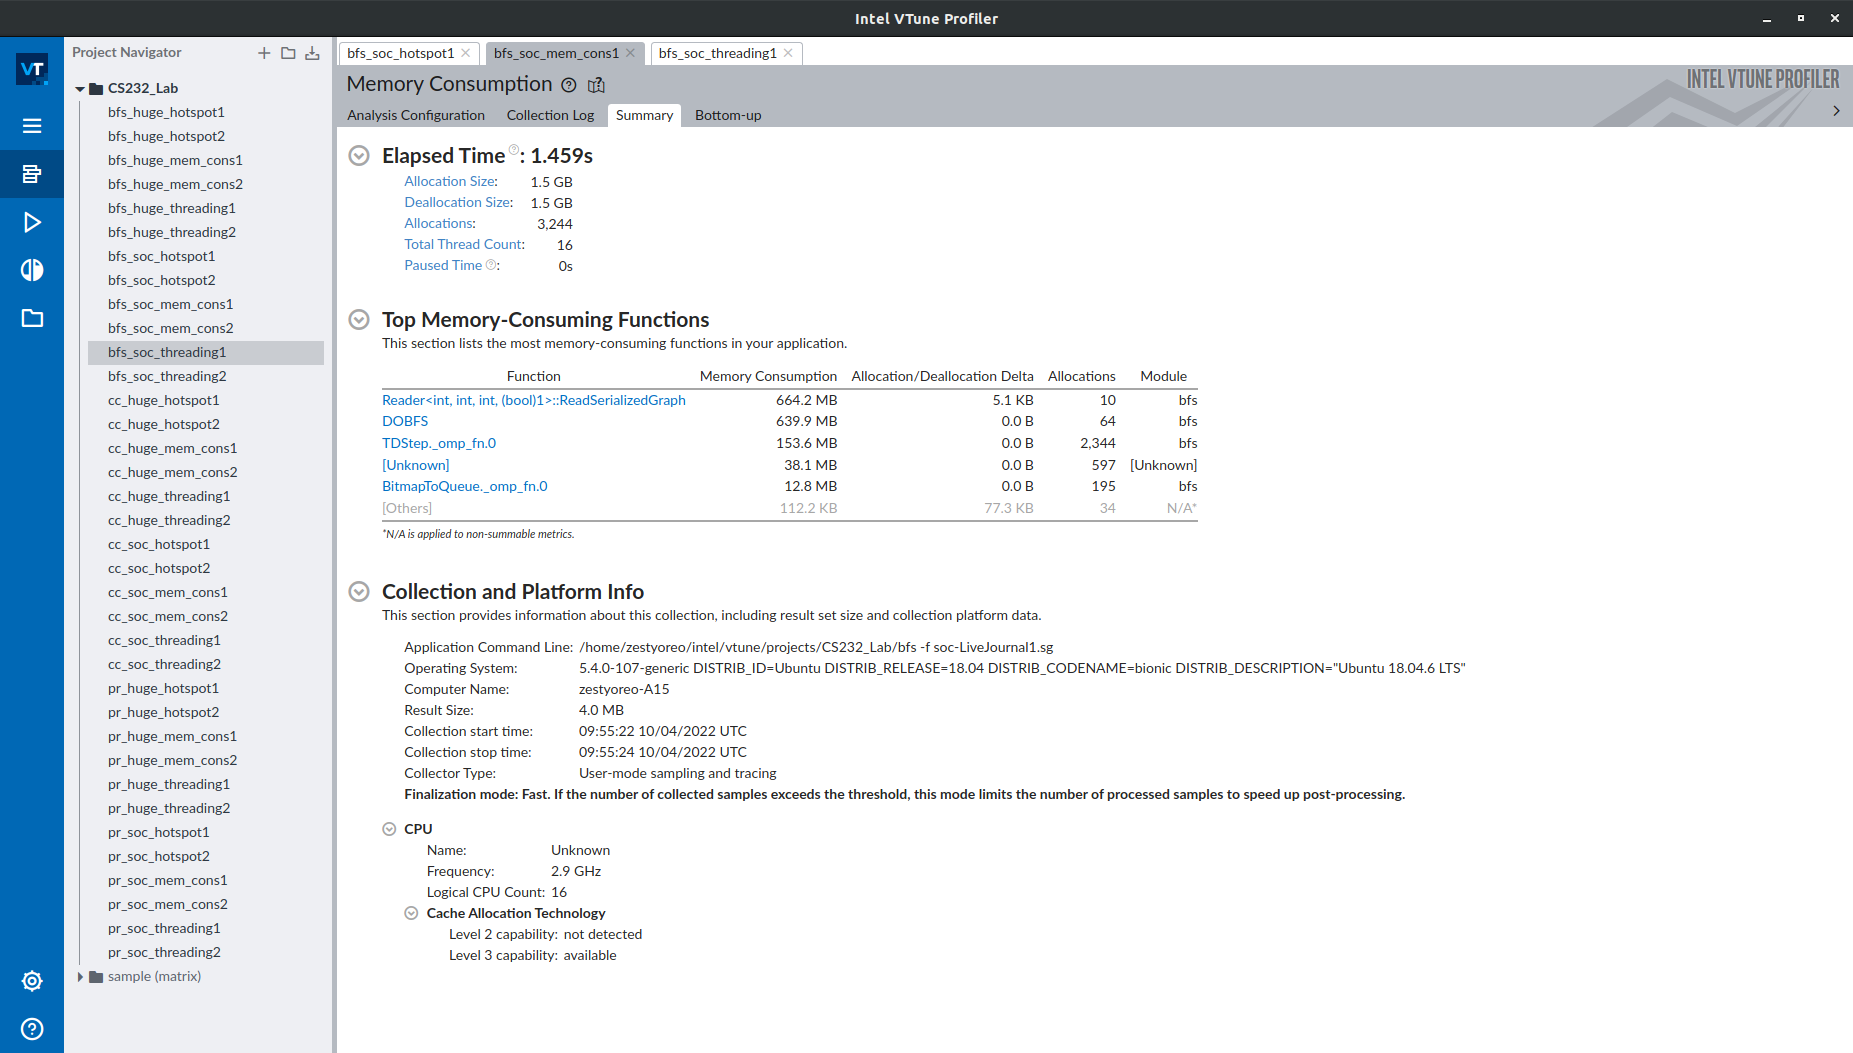 Intel VTune Profiler
VT
Project Navigator
CS232_Lab
bfs_huge_hotspot1
bfs_huge_hotspot2
bfs_huge_mem_cons1
bfs_huge_mem_cons2
bfs_huge_threading1
bfs_huge_threading2
bfs_soc_hotspot1
bfs_soc_hotspot2
bfs_soc_mem_cons1
bfs_soc_mem_cons2
bfs_soc_threading1
bfs_soc_threading2
cc_huge_hotspot1
cc_huge_hotspot2
cc_huge_mem_cons1
cc_huge_mem_cons2
cc_huge_threading1
cc_huge_threading2
cc_soc_hotspot1
cc_soc_hotspot2
cc_soc_mem_cons1
cc_soc_mem_cons2
cc_soc_threading1
cc_soc_threading2
pr_huge_hotspot1
pr_huge_hotspot2
pr_huge_mem_cons1
pr_huge_mem_cons2
pr_huge_threading1
pr_huge_threading2
pr_soc_hotspot1
pr_soc_hotspot2
pr_soc_mem_cons1
pr_soc_mem_cons2
pr_soc_threading1
pr_soc_threading2
sample (matrix)
bfs_soc_hotspot1 bfs_soc_mem_cons1 bfs_soc_threading1
Memory Consumption
INTEL VTUNE PROFILER
Analysis Configuration Collection Log Summary Bottom-up
Elapsed Time : 1.459s
Allocation Size: 1.5 GB
Deallocation Size: 1.5 GB
Allocations: 3,244
Total Thread Count: 16
Paused Time : 0s
Top Memory-Consuming Functions
This section lists the most memory-consuming functions in your application.
Function Memory Consumption Allocation/Deallocation Delta Allocations Module
Reader<int, int, int, (bool)1>::ReadSerializedGraph 664.2 MB 5.1 KB 10 bfs
DOBFS 639.9 MB 0.0 B 64 bfs
TDStep._omp_fn.0 153.6 MB 0.0 B 2,344 bfs
[Unknown] 38.1 MB 0.0 B 597 [Unknown]
BitmapToQueue._omp_fn.0 12.8 MB 0.0 B 195 bfs
[Others] 112.2 KB 77.3 KB 34 N/A*
*N/A is applied to non-summable metrics.
Collection and Platform Info
This section provides information about this collection, including result set size and collection platform data.
Application Command Line: /home/zestyoreo/intel/vtune/projects/CS232_Lab/bfs -f soc-LiveJournal1.sg
Operating System: 5.4.0-107-generic DISTRIB_ID=Ubuntu DISTRIB_RELEASE=18.04 DISTRIB_CODENAME=bionic DISTRIB_DESCRIPTION="Ubuntu 18.04.6 LTS"
Computer Name: zestyoreo-A15
Result Size: 4.0 MB
Collection start time: 09:55:22 10/04/2022 UTC
Collection stop time: 09:55:24 10/04/2022 UTC
Collector Type: User-mode sampling and tracing
Finalization mode: Fast. If the number of collected samples exceeds the threshold, this mode limits the number of processed samples to speed up post-processing.
CPU
Name: Unknown
Frequency: 2.9 GHz
Logical CPU Count: 16
Cache Allocation Technology
Level 2 capability: not detected
Level 3 capability: available